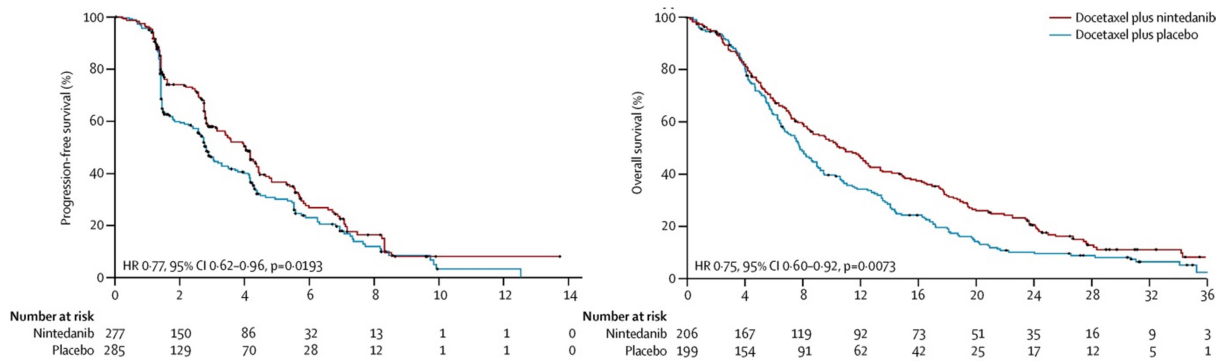 100
80
60
40
20
0
Progression-free survival (%)
HR 0·77, 95% CI 0·62–0·96, p=0·0193
0 2 4 6 8 10 12 14
Number at risk
Nintedanib 277 150 86 32 13 1 1 0
Placebo 285 129 70 28 12 1 1 0
Docetaxel plus nintedanib
Docetaxel plus placebo
100
80
60
40
20
0
Overall survival (%)
HR 0·75, 95% CI 0·60–0·92, p=0·0073
0 4 8 12 16 20 24 28 32 36
Number at risk
Nintedanib 206 167 119 92 73 51 35 16 9 3
Placebo 199 154 91 62 42 25 17 12 5 1